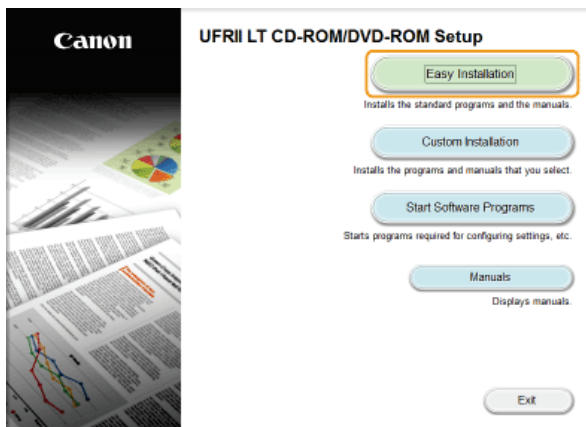 Canon
UFRII LT CD-ROM/DVD-ROM Setup
Easy Installation
Installs the standard programs and the manuals.
Custom Installation
Installs the programs and manuals that you select.
Start Software Programs
Starts programs required for configuring settings, etc.
Manuals
Displays manuals.
Exit